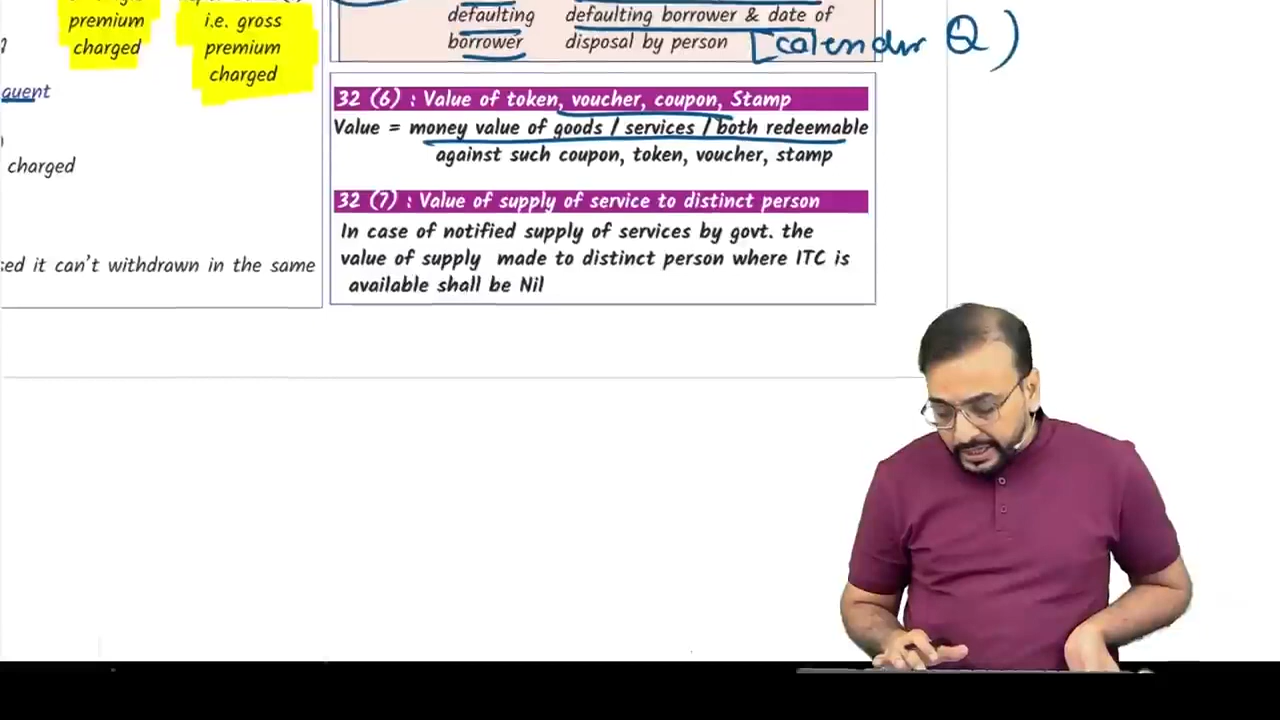 premium
charged
i.e. gross
premium
charged
defaulting
borrower
defaulting borrower & date of
disposal by person
[calendar Q)
quent
charged
sed it can't withdrawn in the same
32 (6) : Value of token, voucher, coupon, Stamp
Value = money value of goods / services / both redeemable
against such coupon, token, voucher, stamp
32 (7) : Value of supply of service to distinct person
In case of notified supply of services by govt. the
value of supply made to distinct person where ITC is
available shall be Nil